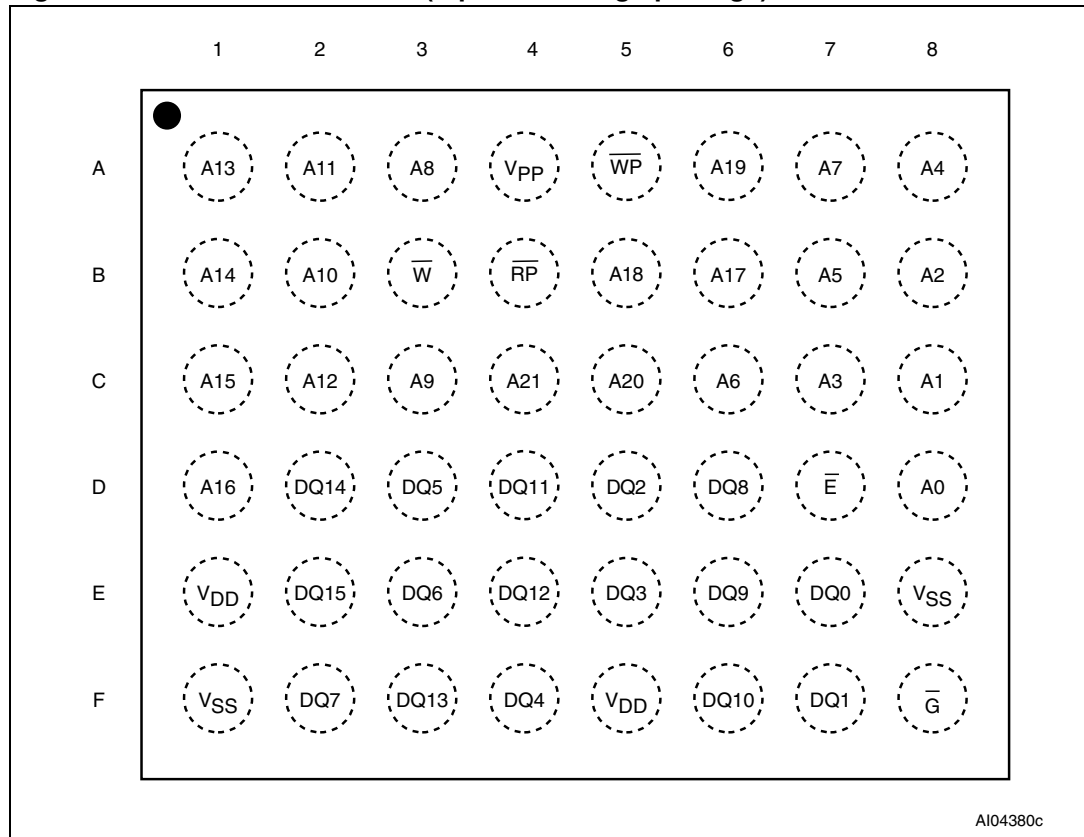 1 2 3 4 5 6 7 8
A A13 A11 A8 VPP W̅P̅ A19 A7 A4
B A14 A10 W̅ R̅P̅ A18 A17 A5 A2
C A15 A12 A9 A21 A20 A6 A3 A1
D A16 DQ14 DQ5 DQ11 DQ2 DQ8 E̅ A0
E VDD DQ15 DQ6 DQ12 DQ3 DQ9 DQ0 VSS
F VSS DQ7 DQ13 DQ4 VDD DQ10 DQ1 G̅
AI04380c